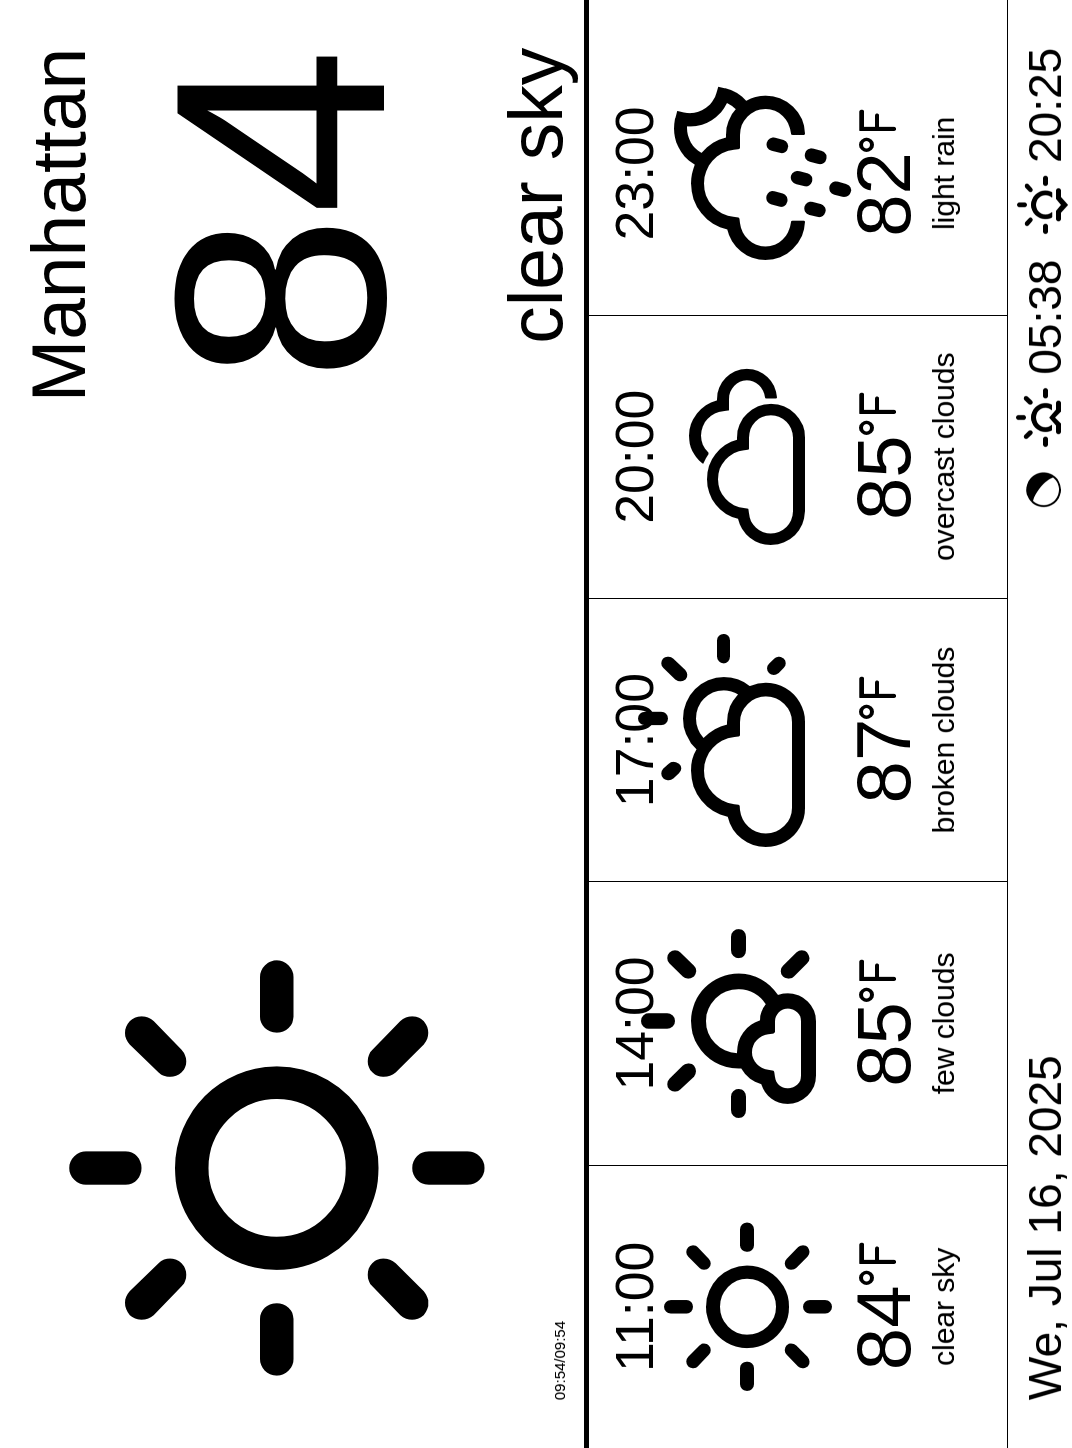 Manhattan
84
clear sky
09:54/09:54
11:00
84°F
clear sky
14:00
85°F
few clouds
17:00
87°F
broken clouds
20:00
85°F
overcast clouds
23:00
82°F
light rain
We, Jul 16, 2025
05:38
20:25